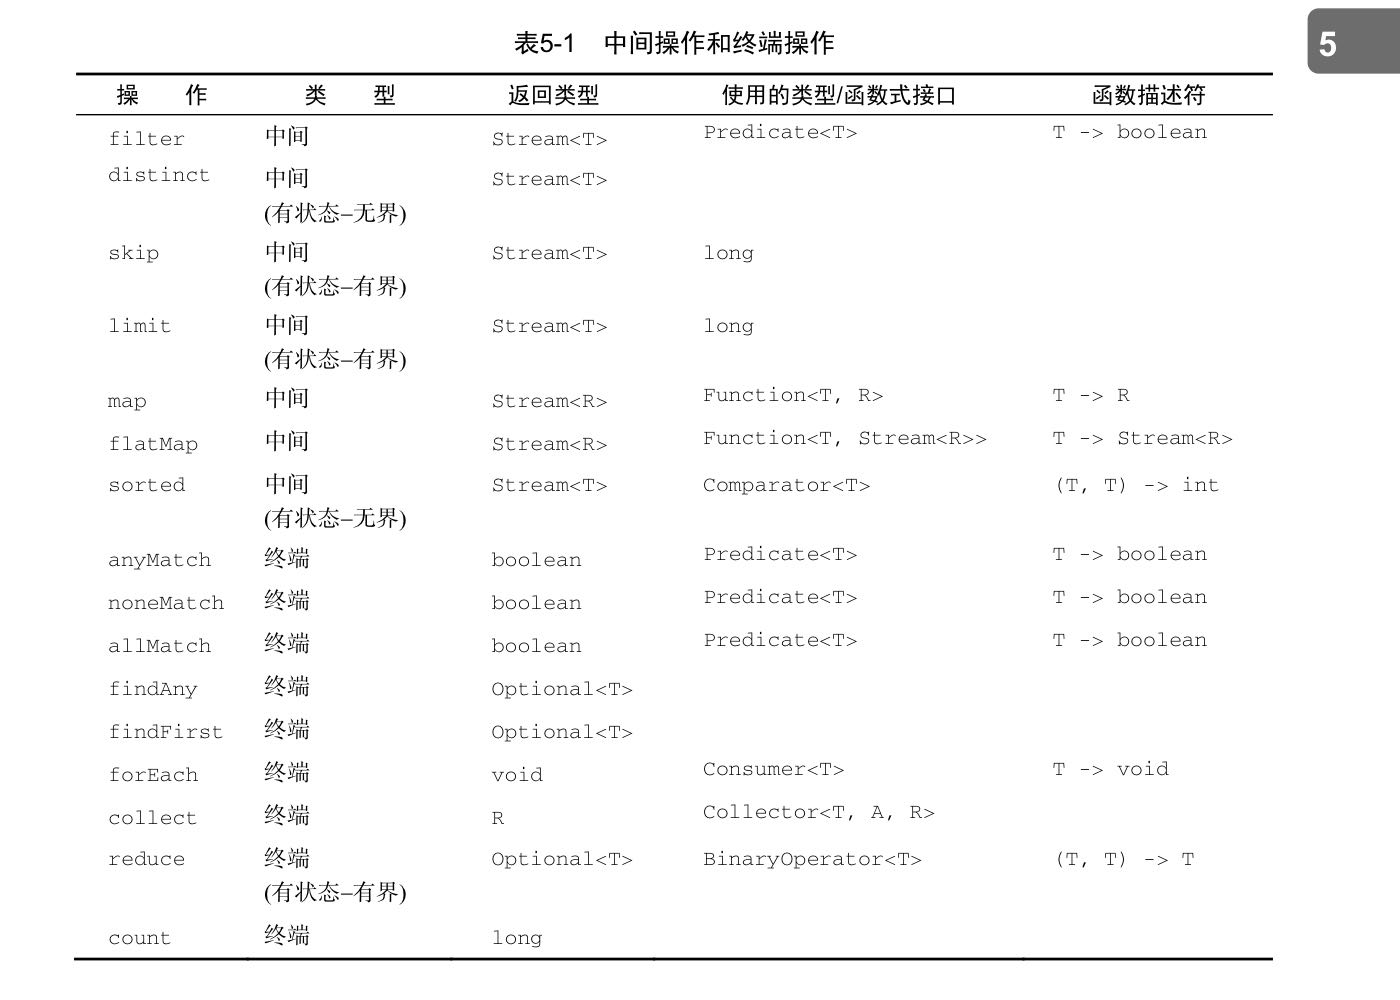 表5-1 中间操作和终端操作
5
操 作 类 型 返回类型 使用的类型/函数式接口 函数描述符
filter 中间 Stream<T> Predicate<T> T -> boolean
distinct 中间 Stream<T>
(有状态–无界)
skip 中间 Stream<T> long
(有状态–有界)
limit 中间 Stream<T> long
(有状态–有界)
map 中间 Stream<R> Function<T, R> T -> R
flatMap 中间 Stream<R> Function<T, Stream<R>> T -> Stream<R>
sorted 中间 Stream<T> Comparator<T> (T, T) -> int
(有状态–无界)
anyMatch 终端 boolean Predicate<T> T -> boolean
noneMatch 终端 boolean Predicate<T> T -> boolean
allMatch 终端 boolean Predicate<T> T -> boolean
findAny 终端 Optional<T>
findFirst 终端 Optional<T>
forEach 终端 void Consumer<T> T -> void
collect 终端 R Collector<T, A, R>
reduce 终端 Optional<T> BinaryOperator<T> (T, T) -> T
(有状态–有界)
count 终端 long